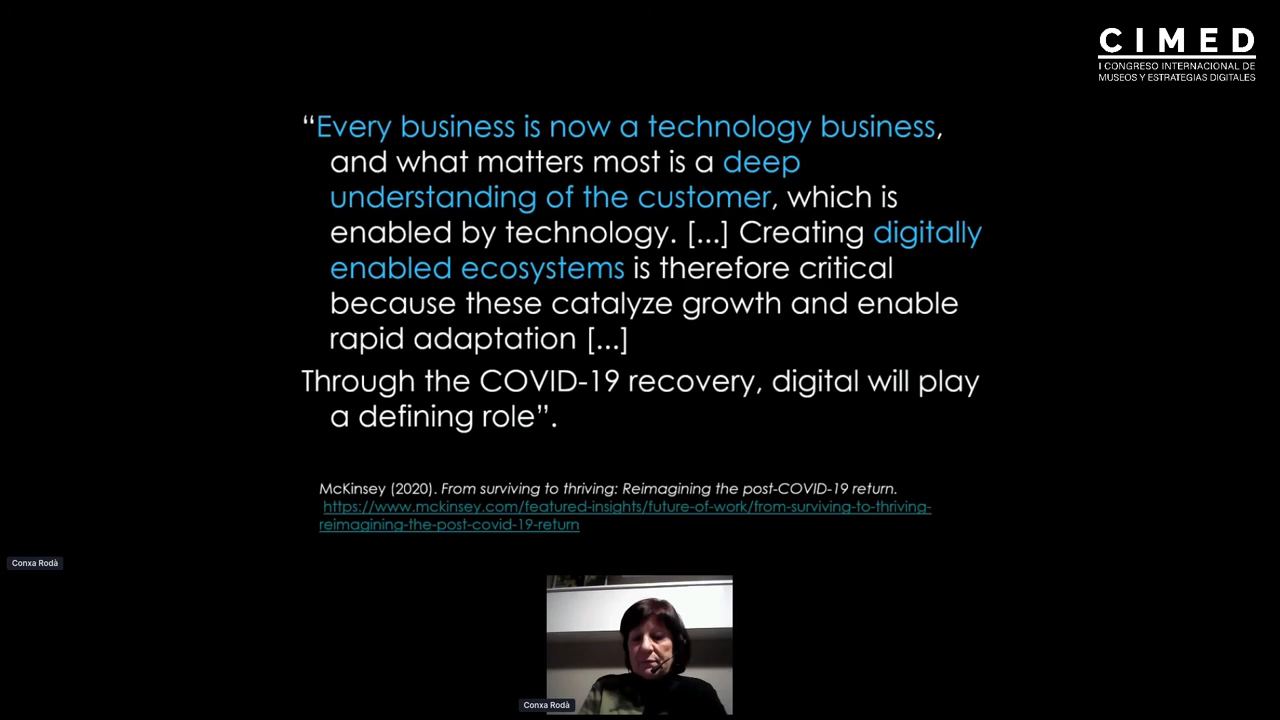 CIMED
I CONGRESO INTERNACIONAL DE
MUSEOS Y ESTRATEGIAS DIGITALES
“Every business is now a technology business,
and what matters most is a deep
understanding of the customer, which is
enabled by technology. [...] Creating digitally
enabled ecosystems is therefore critical
because these catalyze growth and enable
rapid adaptation [...]
Through the COVID-19 recovery, digital will play
a defining role”.
McKinsey (2020). From surviving to thriving: Reimagining the post-COVID-19 return.
https://www.mckinsey.com/featured-insights/future-of-work/from-surviving-to-thriving-
reimagining-the-post-covid-19-return
Conxa Rodà
Conxa Rodà